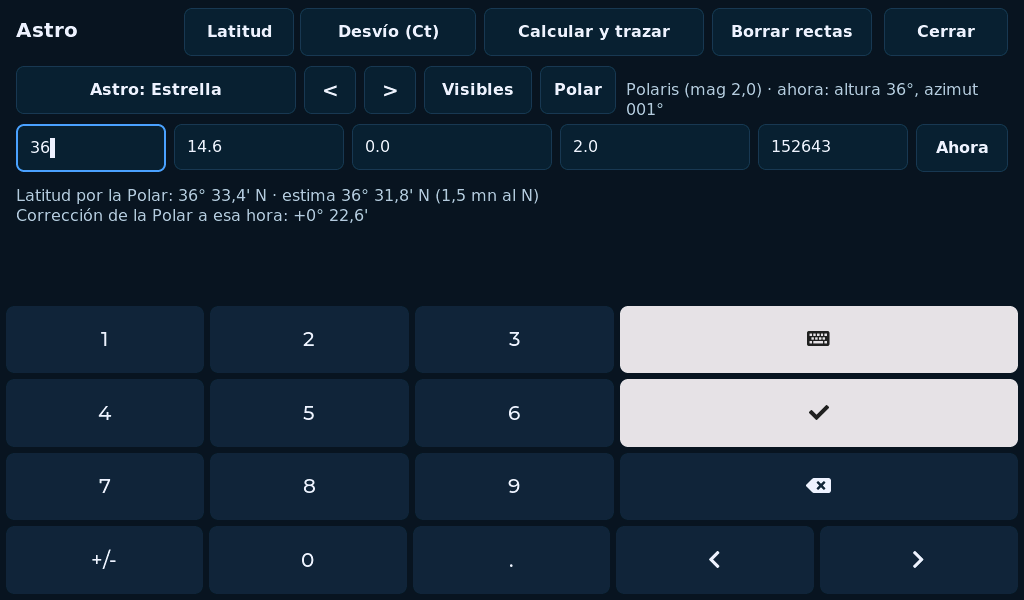 Astro
Latitud
Desvío (Ct)
Calcular y trazar
Borrar rectas
Cerrar
Astro: Estrella
<
>
Visibles
Polar
Polaris (mag 2,0) · ahora: altura 36°, azimut
001°
36
14.6
0.0
2.0
152643
Ahora
Latitud por la Polar: 36° 33,4' N · estima 36° 31,8' N (1,5 mn al N)
Corrección de la Polar a esa hora: +0° 22,6'
1
2
3
4
5
6
7
8
9
+/-
0
.